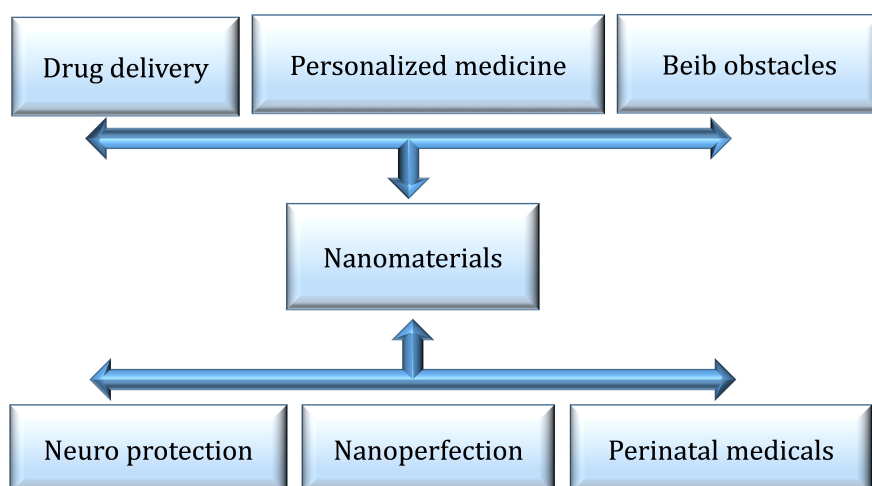 Drug delivery
Personalized medicine
Beib obstacles
Nanomaterials
Neuro protection
Nanoperfection
Perinatal medicals